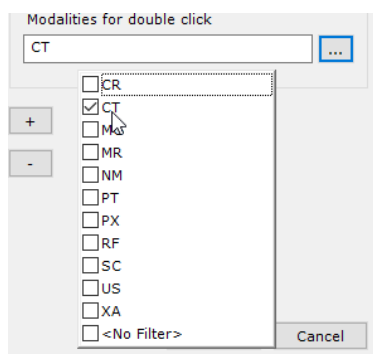 Modalities for double click
CT
...
+
-
CR
CT
MR
NM
PT
PX
RF
SC
US
XA
<No Filter>
Cancel